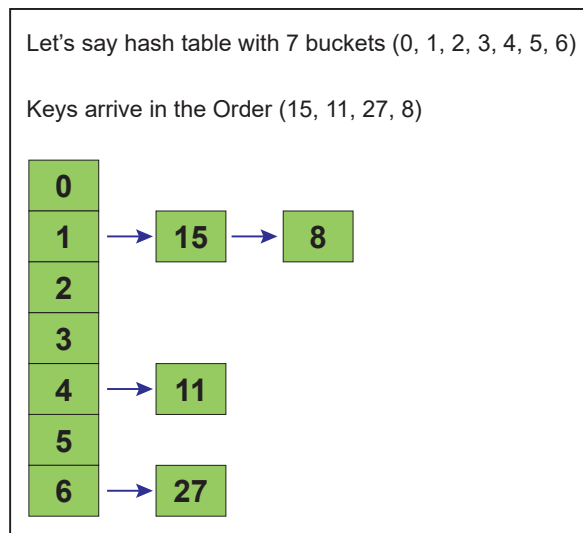 Let's say hash table with 7 buckets (0, 1, 2, 3, 4, 5, 6)
Keys arrive in the Order (15, 11, 27, 8)
0
1 15 8
2
3
4 11
5
6 27